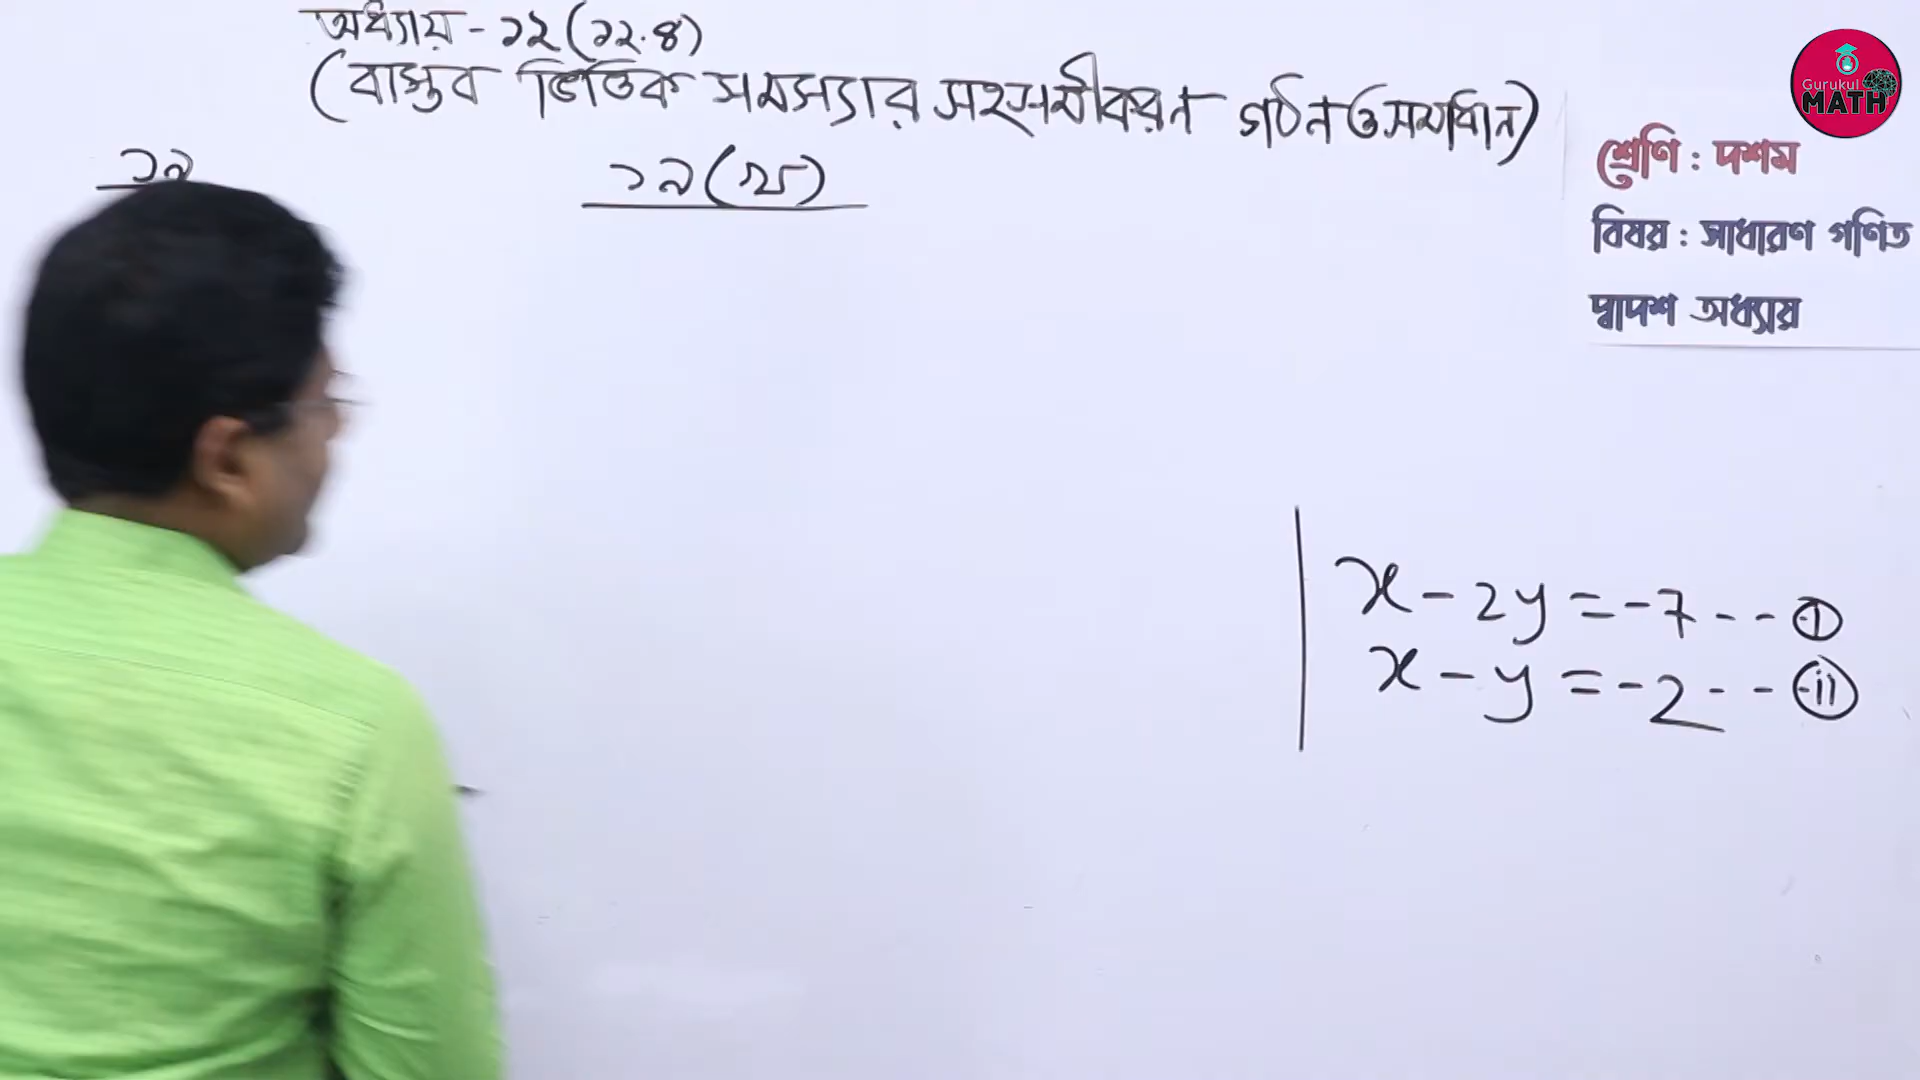 অধ্যায় - ১২ (১২.৪)
(বাস্তব ভিত্তিক সমস্যার সহসমীকরণ গঠন ও সমাধান)
১৯
১৯(খ)
Gurukul
MATH
শ্রেণি : দশম
বিষয় : সাধারণ গণিত
দ্বাদশ অধ্যায়
x - 2y = -7 - - (i)
x - y = -2 - - (ii)